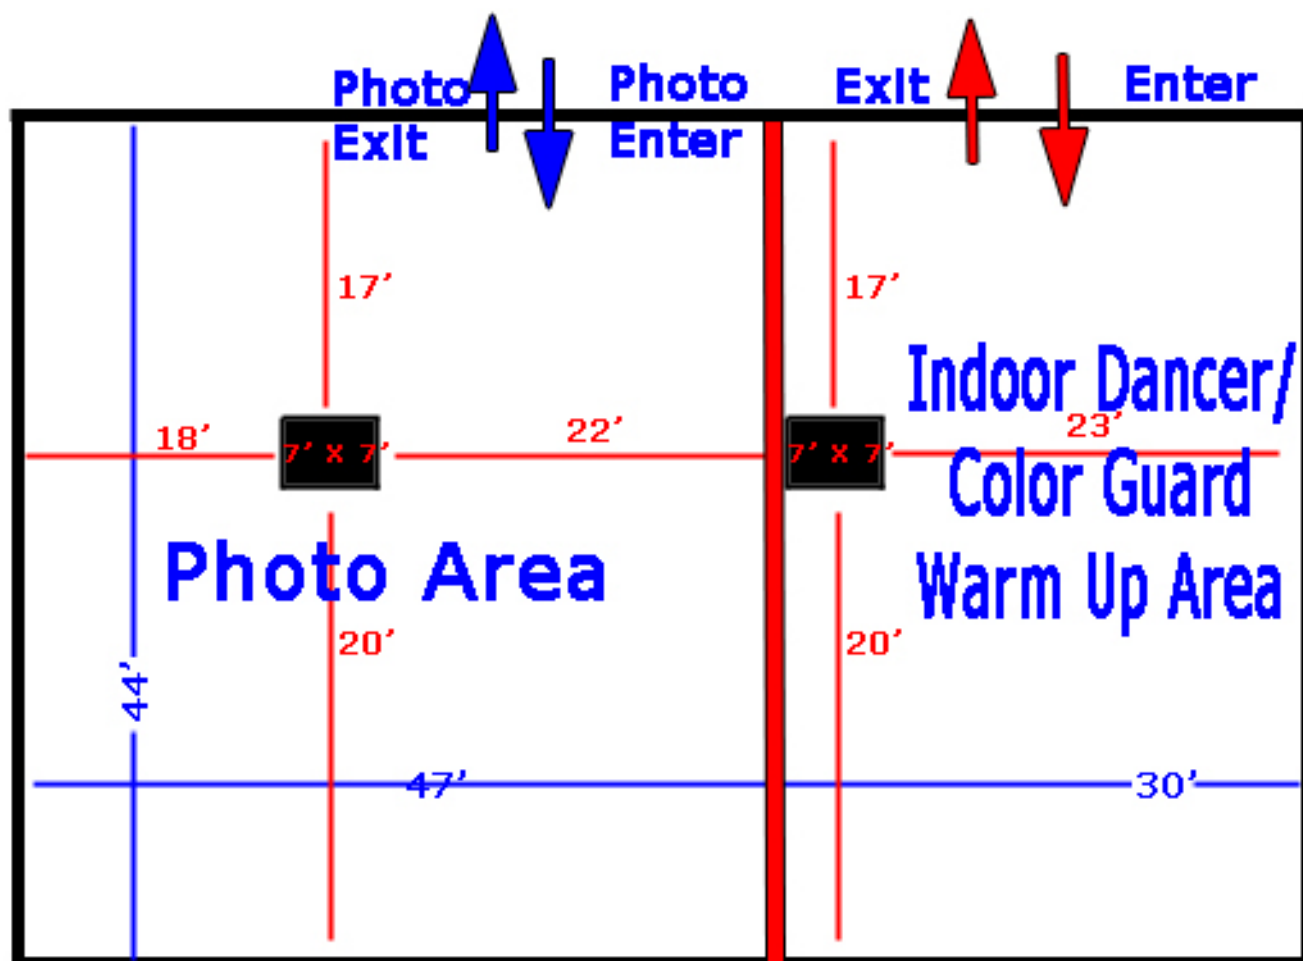 Photo
Exit
Photo
Enter
Exit
Enter
17'
17'
Indoor Dancer/
Color Guard
Warm Up Area
18'
7' X 7'
22'
7' X 7'
23'
Photo Area
20'
20'
44'
47'
30'